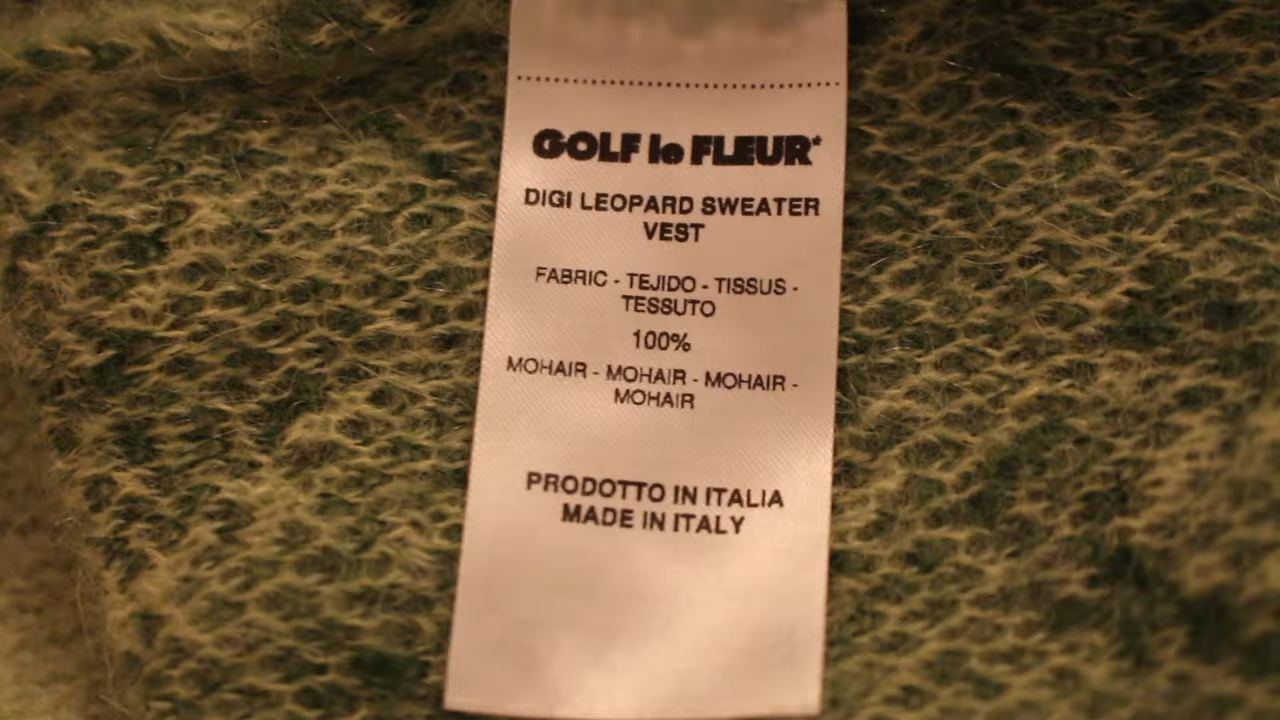 GOLF le FLEUR*
DIGI LEOPARD SWEATER
VEST
FABRIC - TEJIDO - TISSUS -
TESSUTO
100%
MOHAIR - MOHAIR - MOHAIR -
MOHAIR
PRODOTTO IN ITALIA
MADE IN ITALY